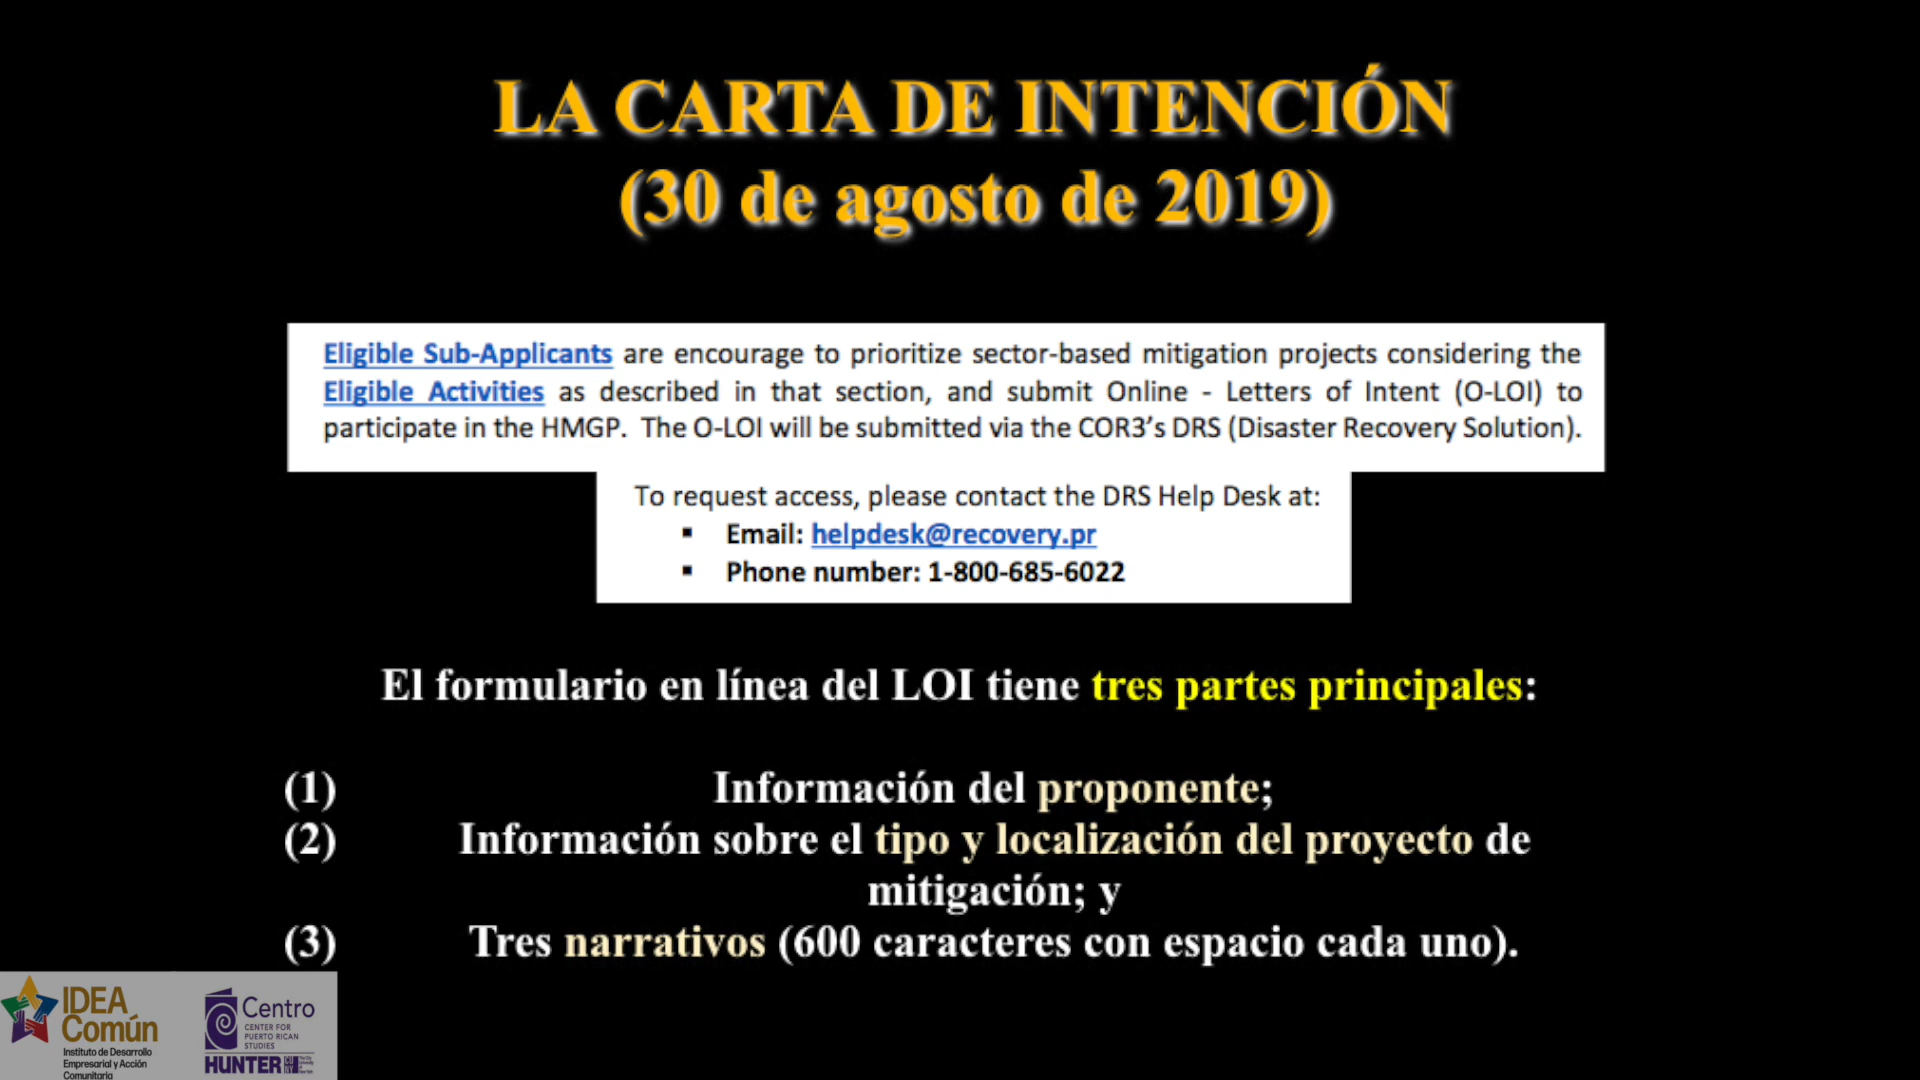 LA CARTA DE INTENCIÓN
(30 de agosto de 2019)
Eligible Sub-Applicants are encourage to prioritize sector-based mitigation projects considering the
Eligible Activities as described in that section, and submit Online - Letters of Intent (O-LOI) to
participate in the HMGP. The O-LOI will be submitted via the COR3's DRS (Disaster Recovery Solution).
To request access, please contact the DRS Help Desk at:
▪ Email: helpdesk@recovery.pr
▪ Phone number: 1-800-685-6022
El formulario en línea del LOI tiene tres partes principales:
(1) Información del proponente;
(2) Información sobre el tipo y localización del proyecto de
mitigación; y
(3) Tres narrativos (600 caracteres con espacio cada uno).
IDEA
Común
Instituto de Desarrollo
Empresarial y Acción
Comunitaria
Centro
CENTER FOR
PUERTO RICAN
STUDIES
HUNTER